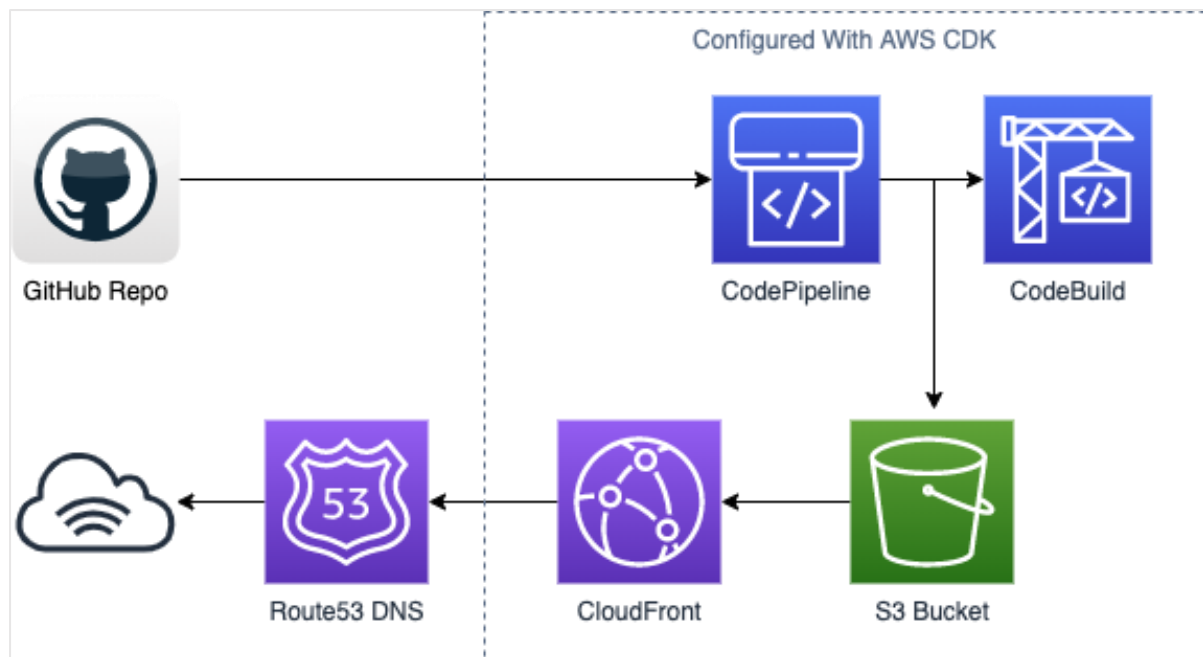 Configured With AWS CDK
</>
</>
GitHub Repo
CodePipeline
CodeBuild
53
Route53 DNS
CloudFront
S3 Bucket